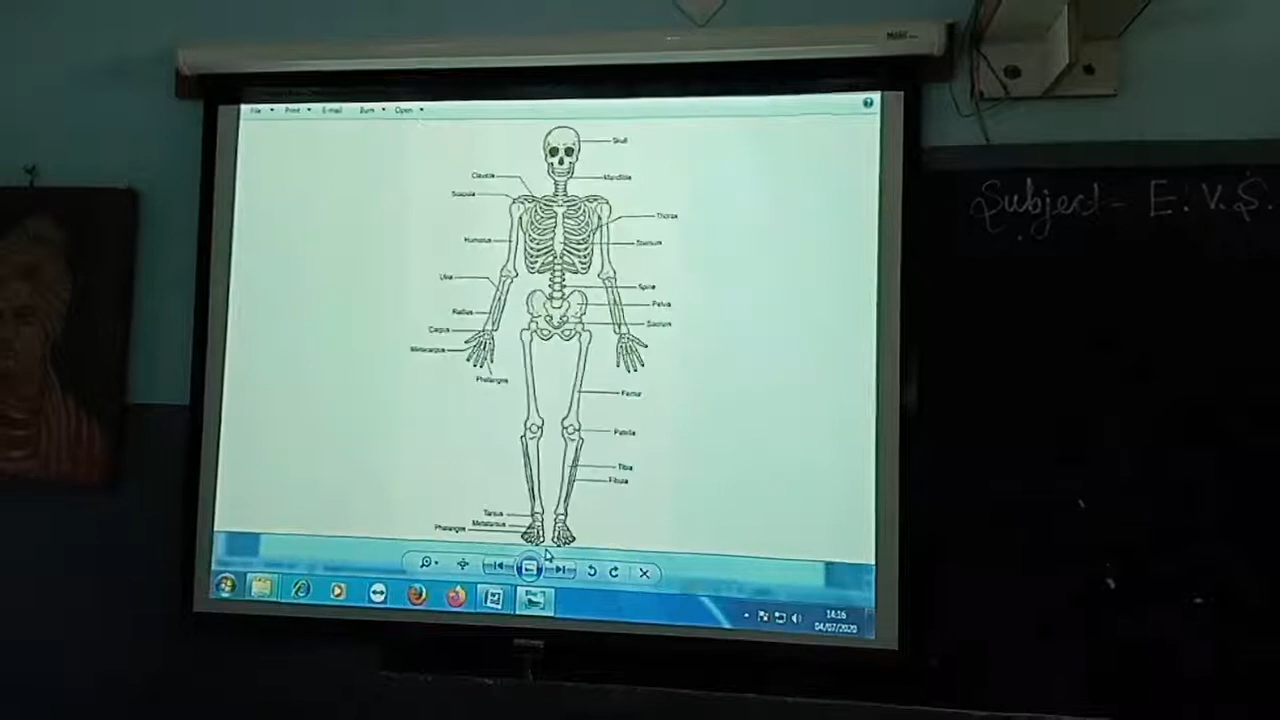 File Print E-mail Burn Open
Skull
Clavicle
Mandible
Scapula
Thorax
Humerus
Sternum
Ulna
Spine
Pelvis
Radius
Sacrum
Carpus
Metacarpus
Phalanges
Femur
Patella
Tibia
Fibula
Tarsus
Metatarsus
Phalanges
14:16
04/07/2020
Subject - E.V.S.